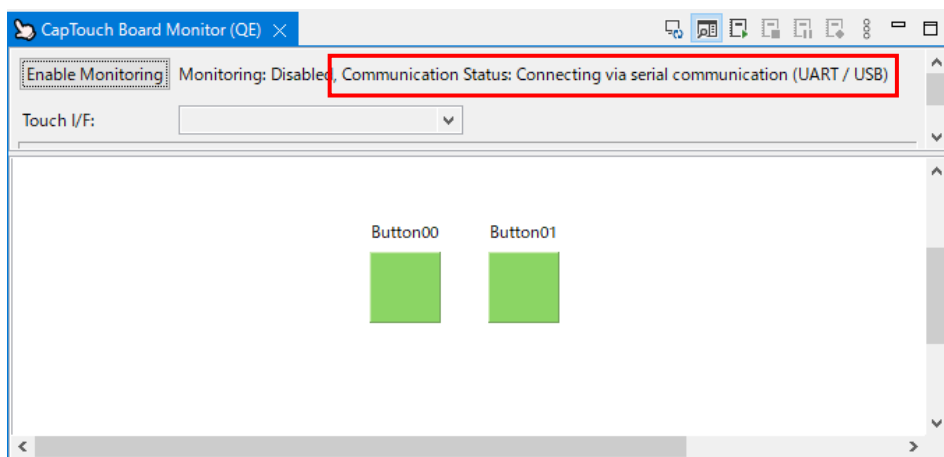 CapTouch Board Monitor (QE)
Enable Monitoring Monitoring: Disabled, Communication Status: Connecting via serial communication (UART / USB)
Touch I/F:
Button00 Button01